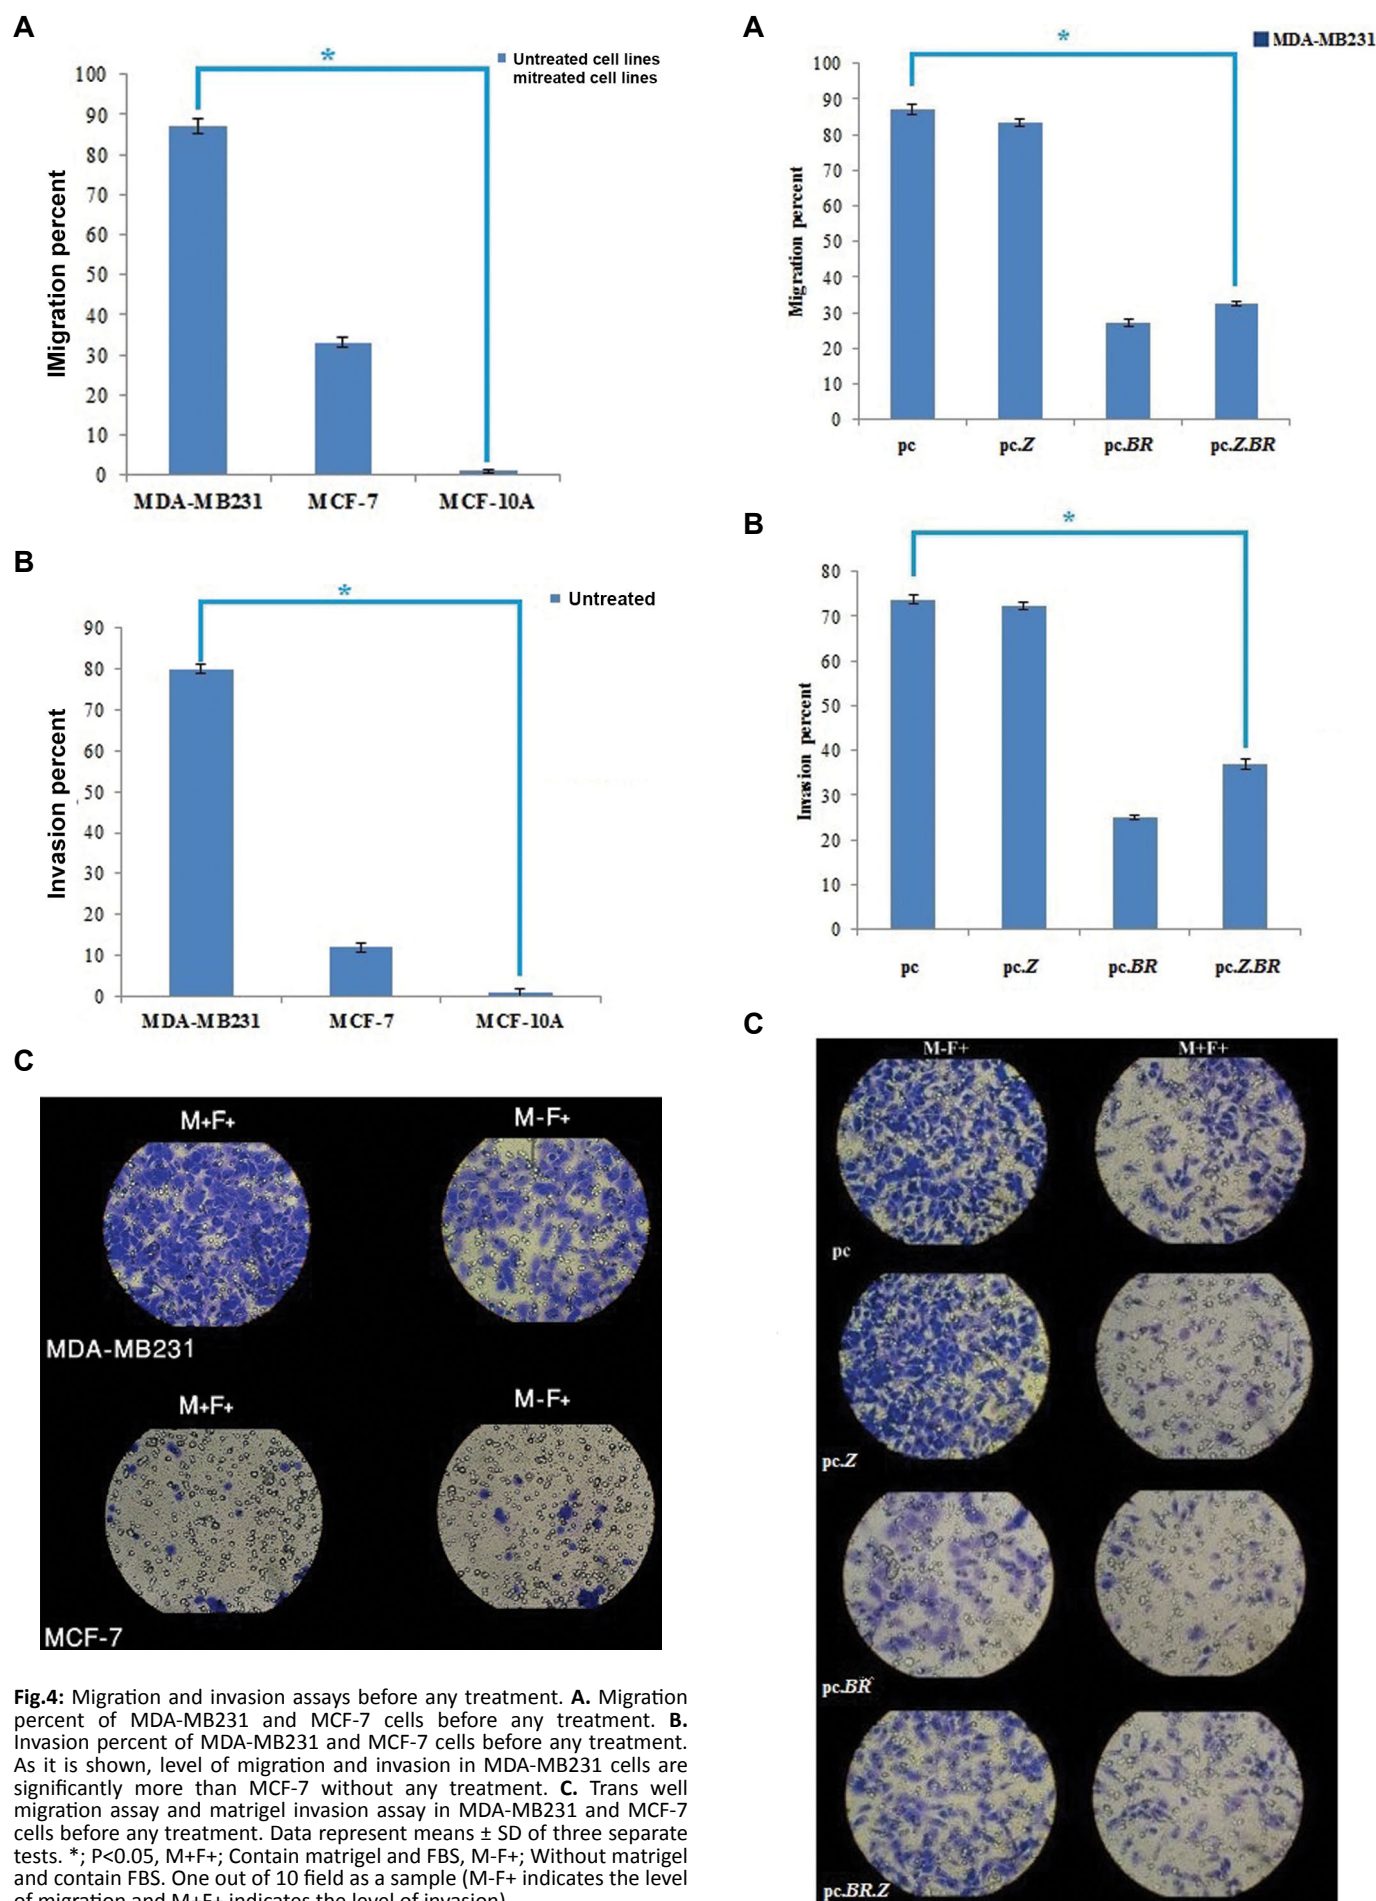 A
*
Untreated cell lines
mitreated cell lines
100
90
80
70
60
50
40
30
20
10
0
IMigration percent
MDA-MB231 MCF-7 MCF-10A
B
*
Untreated
90
80
70
60
50
40
30
20
10
0
Invasion percent
MDA-MB231 MCF-7 MCF-10A
C
M+F+ M-F+
MDA-MB231
M+F+ M-F+
MCF-7
Fig.4: Migration and invasion assays before any treatment. A. Migration
percent of MDA-MB231 and MCF-7 cells before any treatment. B.
Invasion percent of MDA-MB231 and MCF-7 cells before any treatment.
As it is shown, level of migration and invasion in MDA-MB231 cells are
significantly more than MCF-7 without any treatment. C. Trans well
migration assay and matrigel invasion assay in MDA-MB231 and MCF-7
cells before any treatment. Data represent means ± SD of three separate
tests. *; P<0.05, M+F+; Contain matrigel and FBS, M-F+; Without matrigel
and contain FBS. One out of 10 field as a sample (M-F+ indicates the level
of migration and M+F+ indicates the level of invasion)
A
*
MDA-MB231
100
90
80
70
60
50
40
30
20
10
0
Migration percent
pc pc.Z pc.BR pc.Z.BR
B
*
80
70
60
50
40
30
20
10
0
Invasion percent
pc pc.Z pc.BR pc.Z.BR
C
M-F+ M+F+
pc
pc.Z
pc.BR
pc.BR.Z